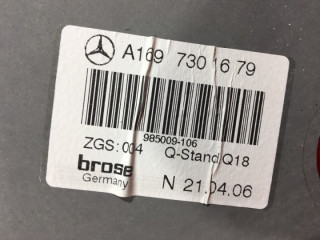 A169 730 16 79
985009-106
ZGS: 004 Q-Stand: Q18
brose
Germany N 21.04.06